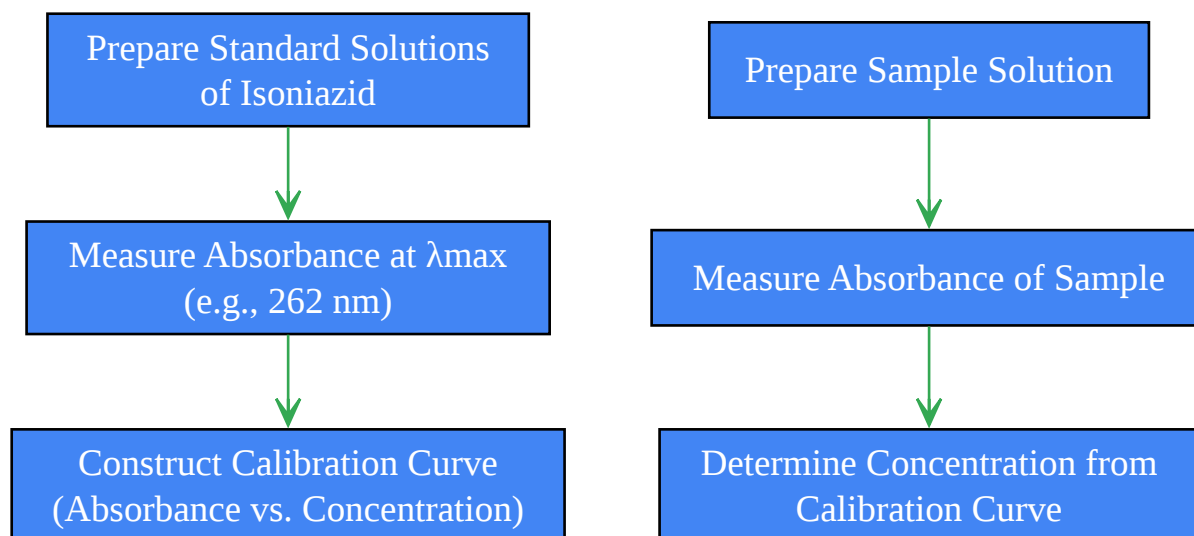 Prepare Standard Solutions
of Isoniazid
Measure Absorbance at λmax
(e.g., 262 nm)
Construct Calibration Curve
(Absorbance vs. Concentration)
Prepare Sample Solution
Measure Absorbance of Sample
Determine Concentration from
Calibration Curve